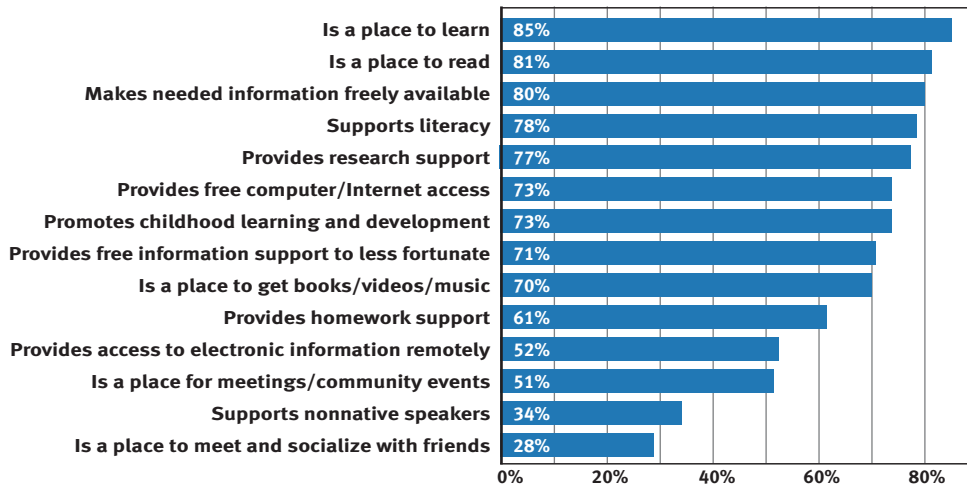 Is a place to learn 85%
Is a place to read 81%
Makes needed information freely available 80%
Supports literacy 78%
Provides research support 77%
Provides free computer/Internet access 73%
Promotes childhood learning and development 73%
Provides free information support to less fortunate 71%
Is a place to get books/videos/music 70%
Provides homework support 61%
Provides access to electronic information remotely 52%
Is a place for meetings/community events 51%
Supports nonnative speakers 34%
Is a place to meet and socialize with friends 28%
0% 20% 40% 60% 80%